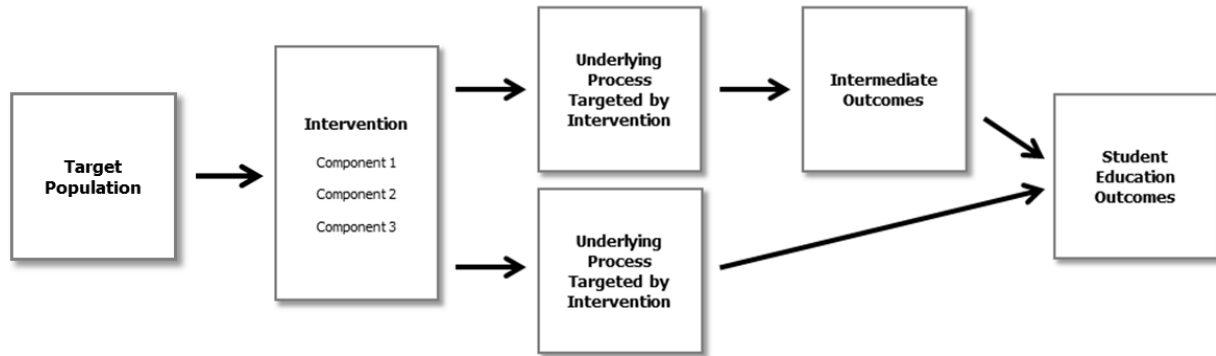 Target
Population
Intervention
Component 1
Component 2
Component 3
Underlying
Process
Targeted by
Intervention
Intermediate
Outcomes
Underlying
Process
Targeted by
Intervention
Student
Education
Outcomes